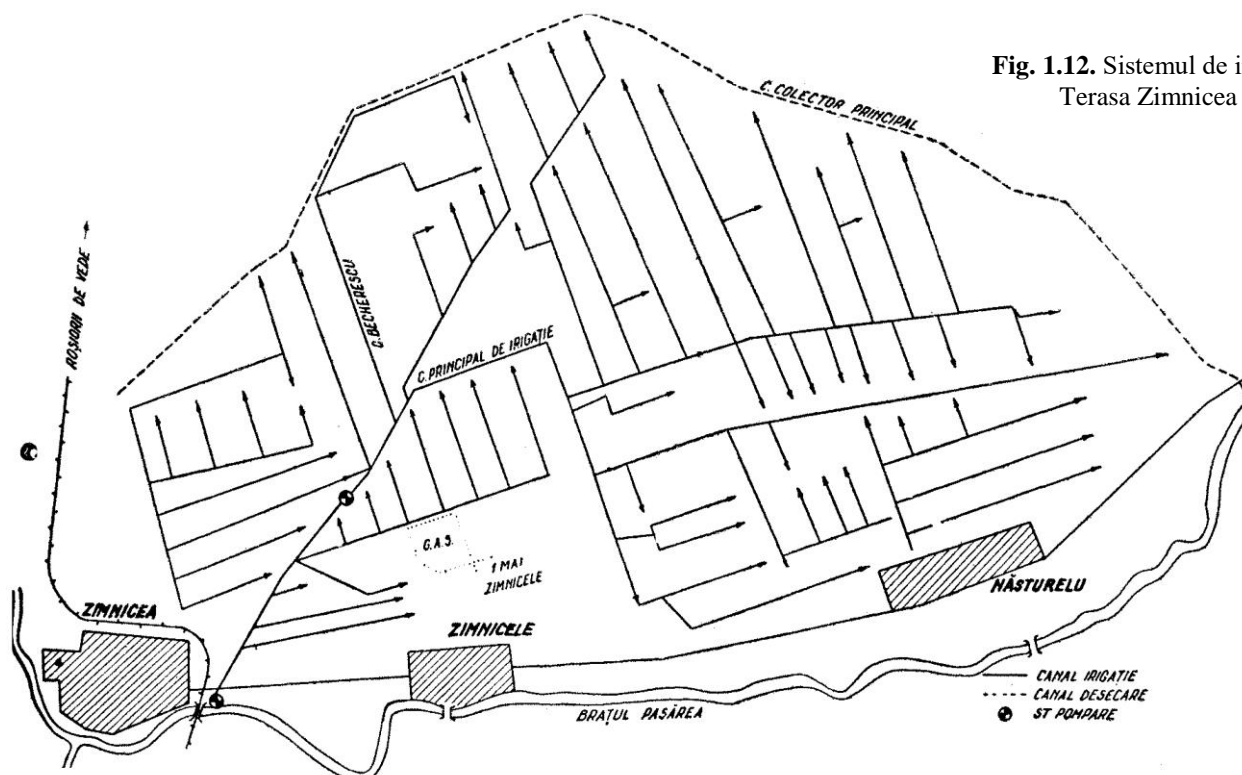 Fig. 1.12. Sistemul de i
Terasa Zimnicea
C. COLECTOR PRINCIPAL
ROȘIORII DE VEDE
C. BECHERESCU
C. PRINCIPAL DE IRIGAȚIE
G.A.S.
1 MAI
ZIMNICELE
ZIMNICEA
ZIMNICELE
NĂSTURELU
BRAȚUL PASĂREA
CANAL IRIGAȚIE
CANAL DESECARE
ST POMPARE